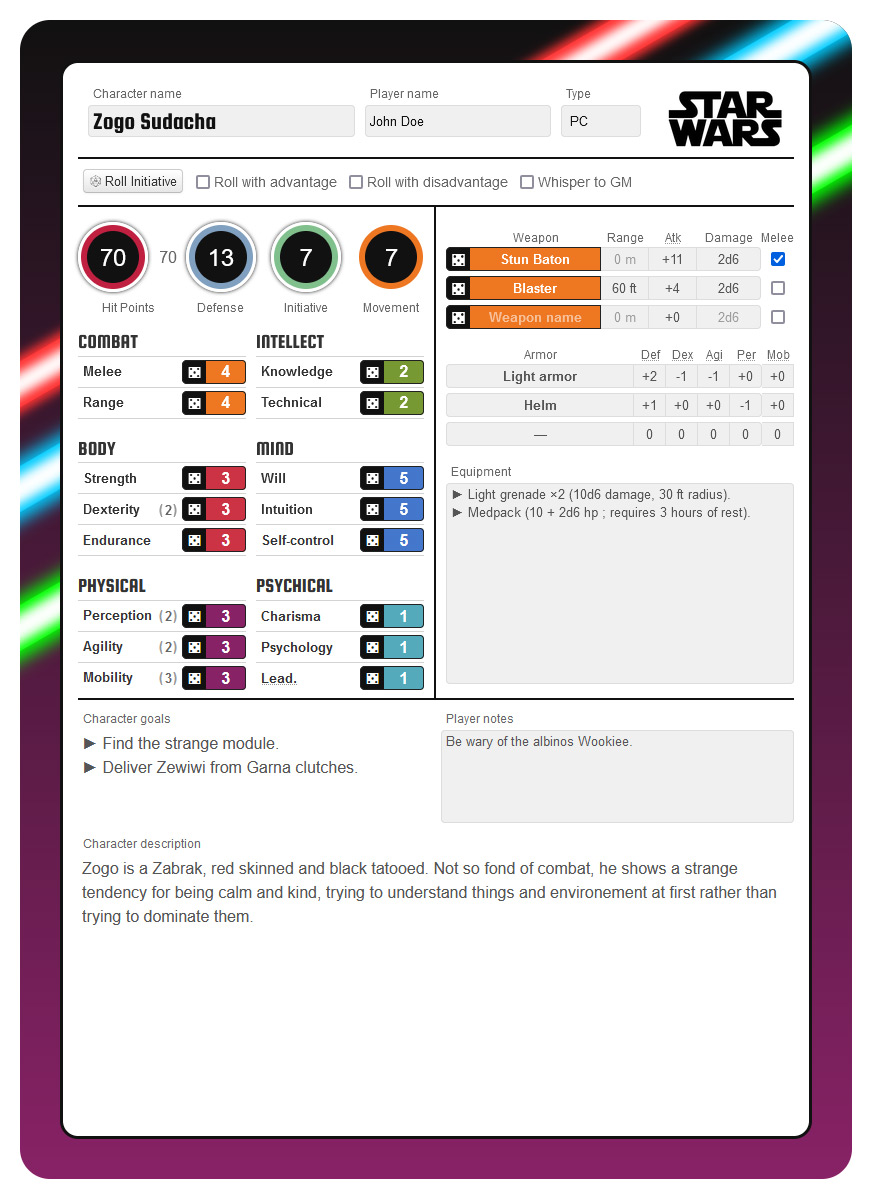 Character name
Player name
Type
Zogo Sudacha
John Doe
PC
STAR
WARS
Roll Initiative
Roll with advantage
Roll with disadvantage
Whisper to GM
70
70
13
7
7
Hit Points
Defense
Initiative
Movement
COMBAT
Melee 4
Range 4
INTELLECT
Knowledge 2
Technical 2
BODY
Strength 3
Dexterity (2) 3
Endurance 3
MIND
Will 5
Intuition 5
Self-control 5
PHYSICAL
Perception (2) 3
Agility (2) 3
Mobility (3) 3
PSYCHICAL
Charisma 1
Psychology 1
Lead. 1
Weapon Range Atk Damage Melee
Stun Baton 0 m +11 2d6
Blaster 60 ft +4 2d6
Weapon name 0 m +0 2d6
Armor Def Dex Agi Per Mob
Light armor +2 -1 -1 +0 +0
Helm +1 +0 +0 -1 +0
— 0 0 0 0 0
Equipment
► Light grenade ×2 (10d6 damage, 30 ft radius).
► Medpack (10 + 2d6 hp ; requires 3 hours of rest).
Character goals
► Find the strange module.
► Deliver Zewiwi from Garna clutches.
Player notes
Be wary of the albinos Wookiee.
Character description
Zogo is a Zabrak, red skinned and black tatooed. Not so fond of combat, he shows a strange
tendency for being calm and kind, trying to understand things and environement at first rather than
trying to dominate them.